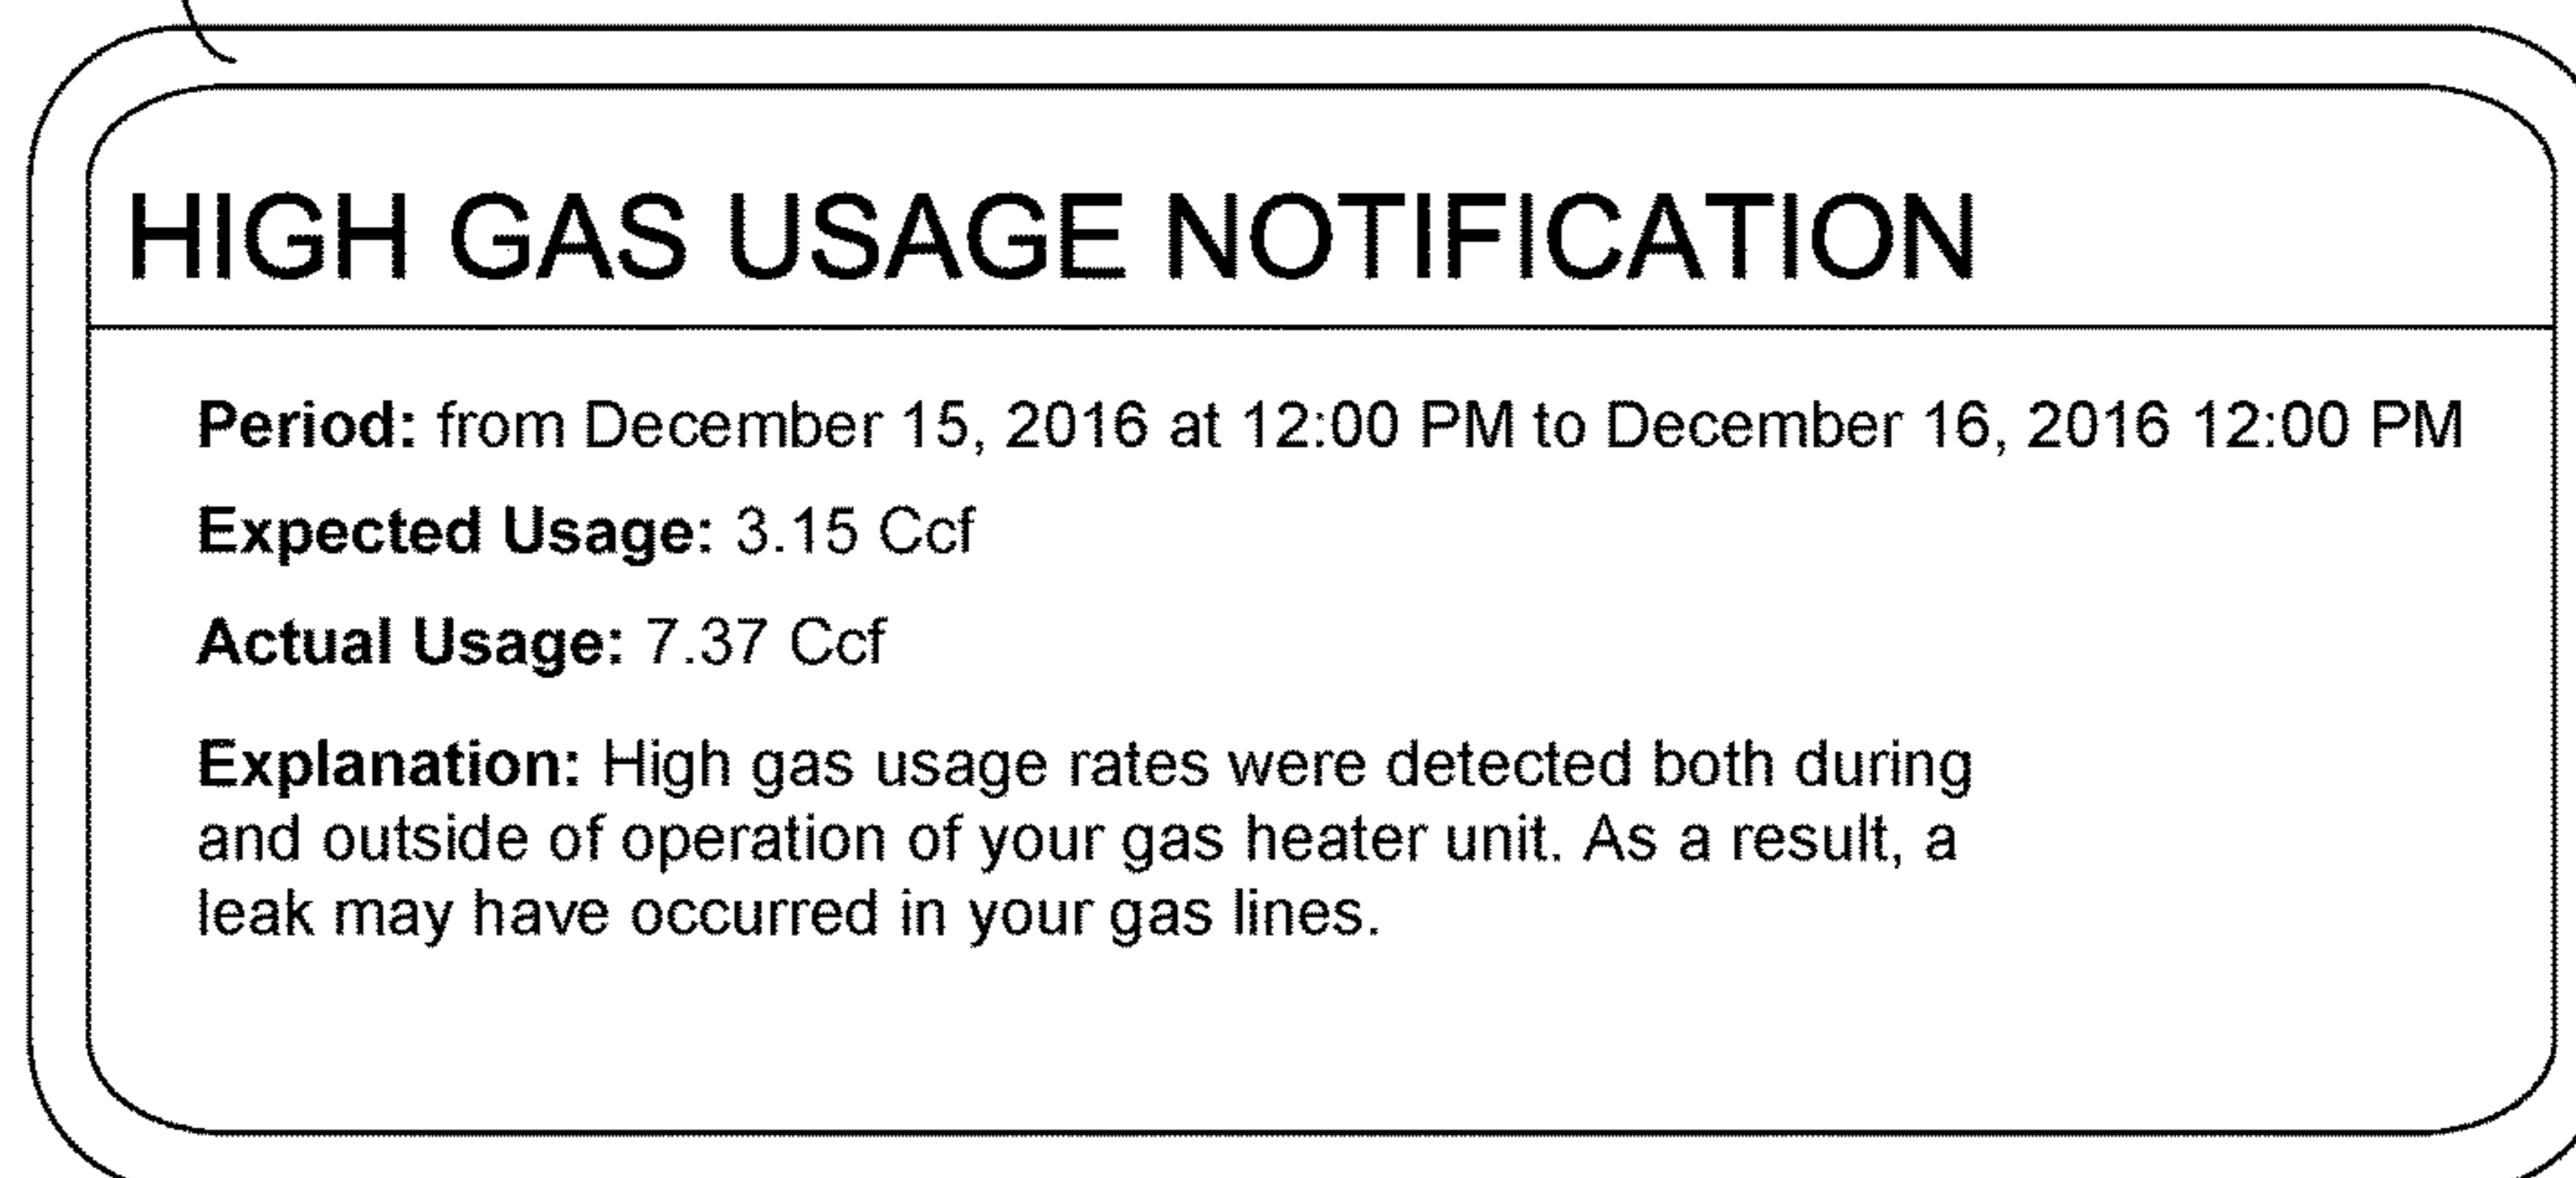 HIGH GAS USAGE NOTIFICATION
Period: from December 15, 2016 at 12:00 PM to December 16, 2016 12:00 PM
Expected Usage: 3.15 Ccf
Actual Usage: 7.37 Ccf
Explanation: High gas usage rates were detected both during
and outside of operation of your gas heater unit. As a result, a
leak may have occurred in your gas lines.